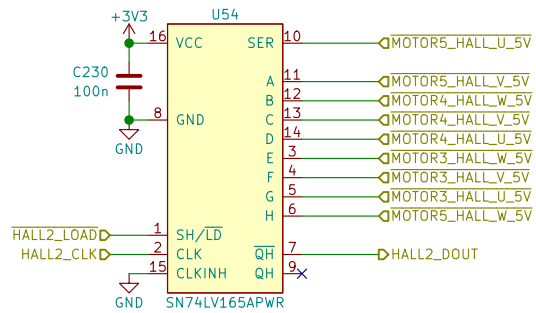 U54
+3V3
16 VCC SER 10 MOTOR5_HALL_U_5V
C230
100n
A 11 MOTOR5_HALL_V_5V
B 12 MOTOR4_HALL_W_5V
8 GND C 13 MOTOR4_HALL_V_5V
D 14 MOTOR4_HALL_U_5V
GND
E 3 MOTOR3_HALL_W_5V
F 4 MOTOR3_HALL_V_5V
G 5 MOTOR3_HALL_U_5V
H 6 MOTOR5_HALL_W_5V
HALL2_LOAD 1 SH/LD
HALL2_CLK 2 CLK QH 7 HALL2_DOUT
15 CLKINH QH 9
GND
SN74LV165APWR